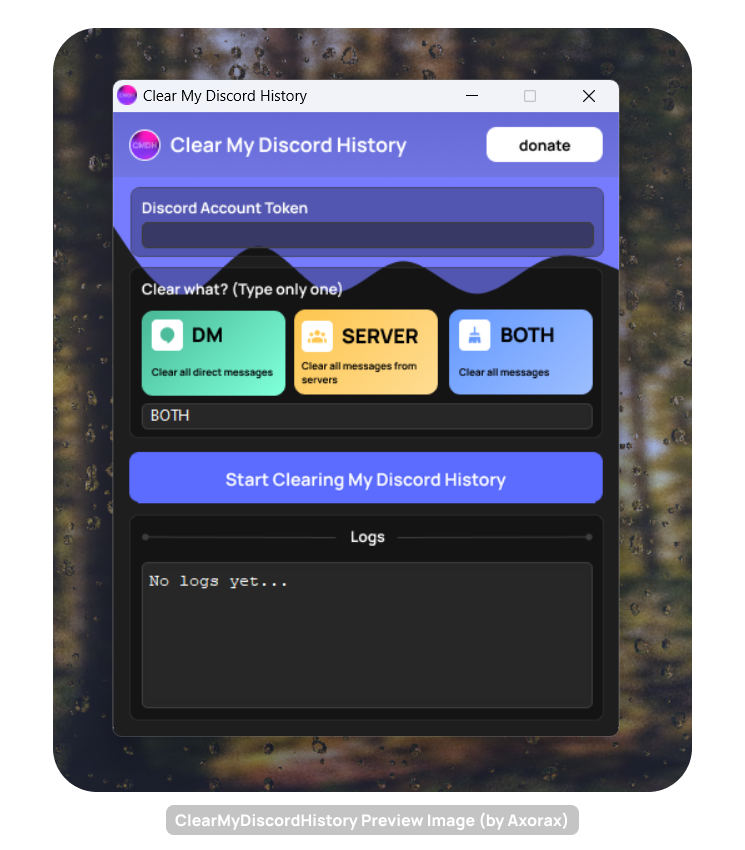 Clear My Discord History
CMDH
Clear My Discord History
donate
Discord Account Token
Clear what? (Type only one)
DM
Clear all direct messages
SERVER
Clear all messages from
servers
BOTH
Clear all messages
BOTH
Start Clearing My Discord History
Logs
No logs yet...
ClearMyDiscordHistory Preview Image (by Axorax)